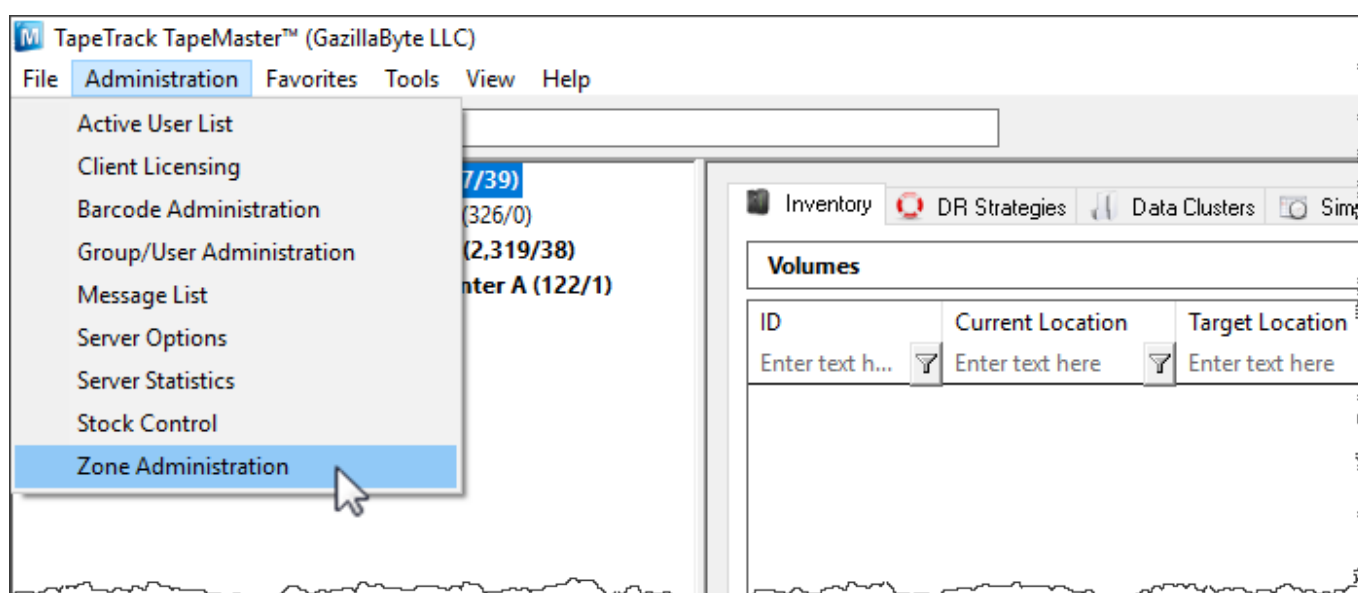 TapeTrack TapeMaster™ (GazillaByte LLC)
File Administration Favorites Tools View Help
Active User List
Client Licensing
Barcode Administration
Group/User Administration
Message List
Server Options
Server Statistics
Stock Control
Zone Administration
7/39)
(326/0)
(2,319/38)
nter A (122/1)
Inventory DR Strategies Data Clusters Sim
Volumes
ID Current Location Target Location
Enter text h... Enter text here Enter text here